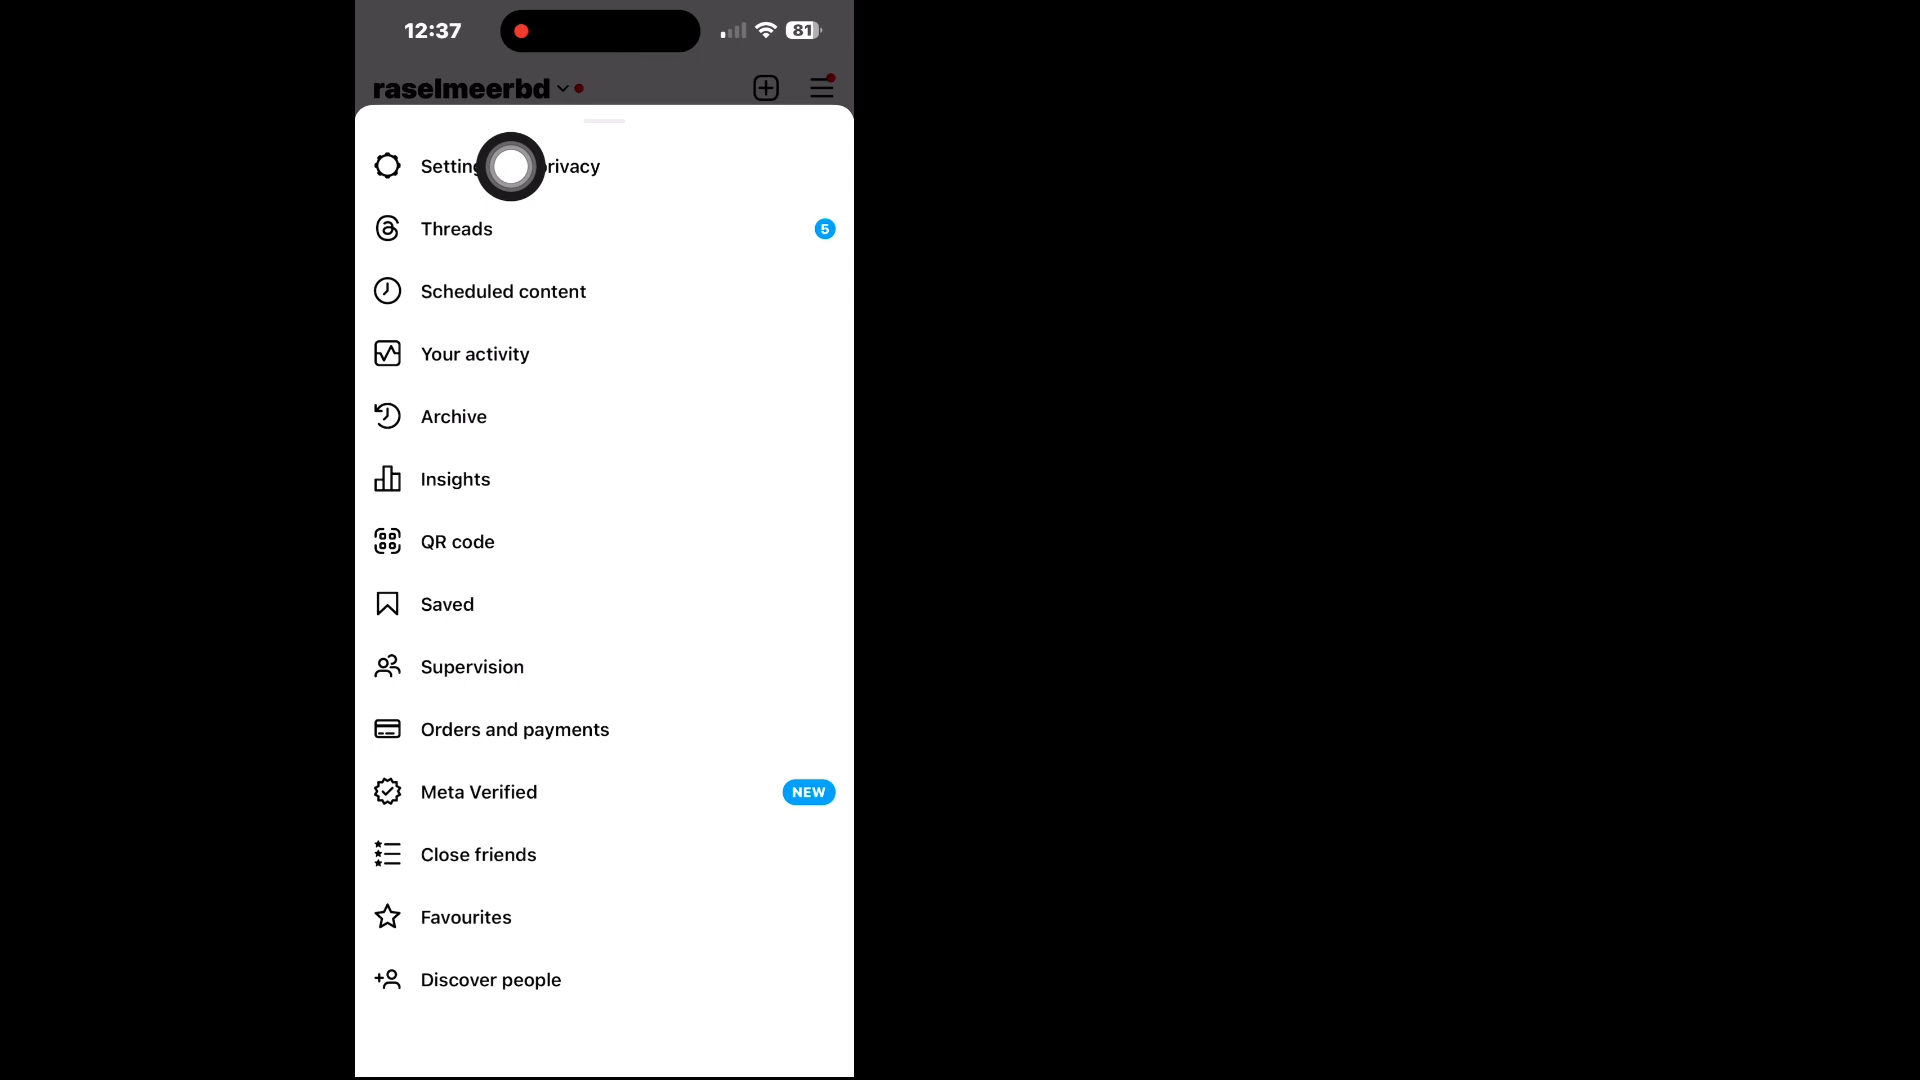 12:37
81
raselmeerbd
Setting rivacy
Threads
5
Scheduled content
Your activity
Archive
Insights
QR code
Saved
Supervision
Orders and payments
Meta Verified
NEW
Close friends
Favourites
Discover people